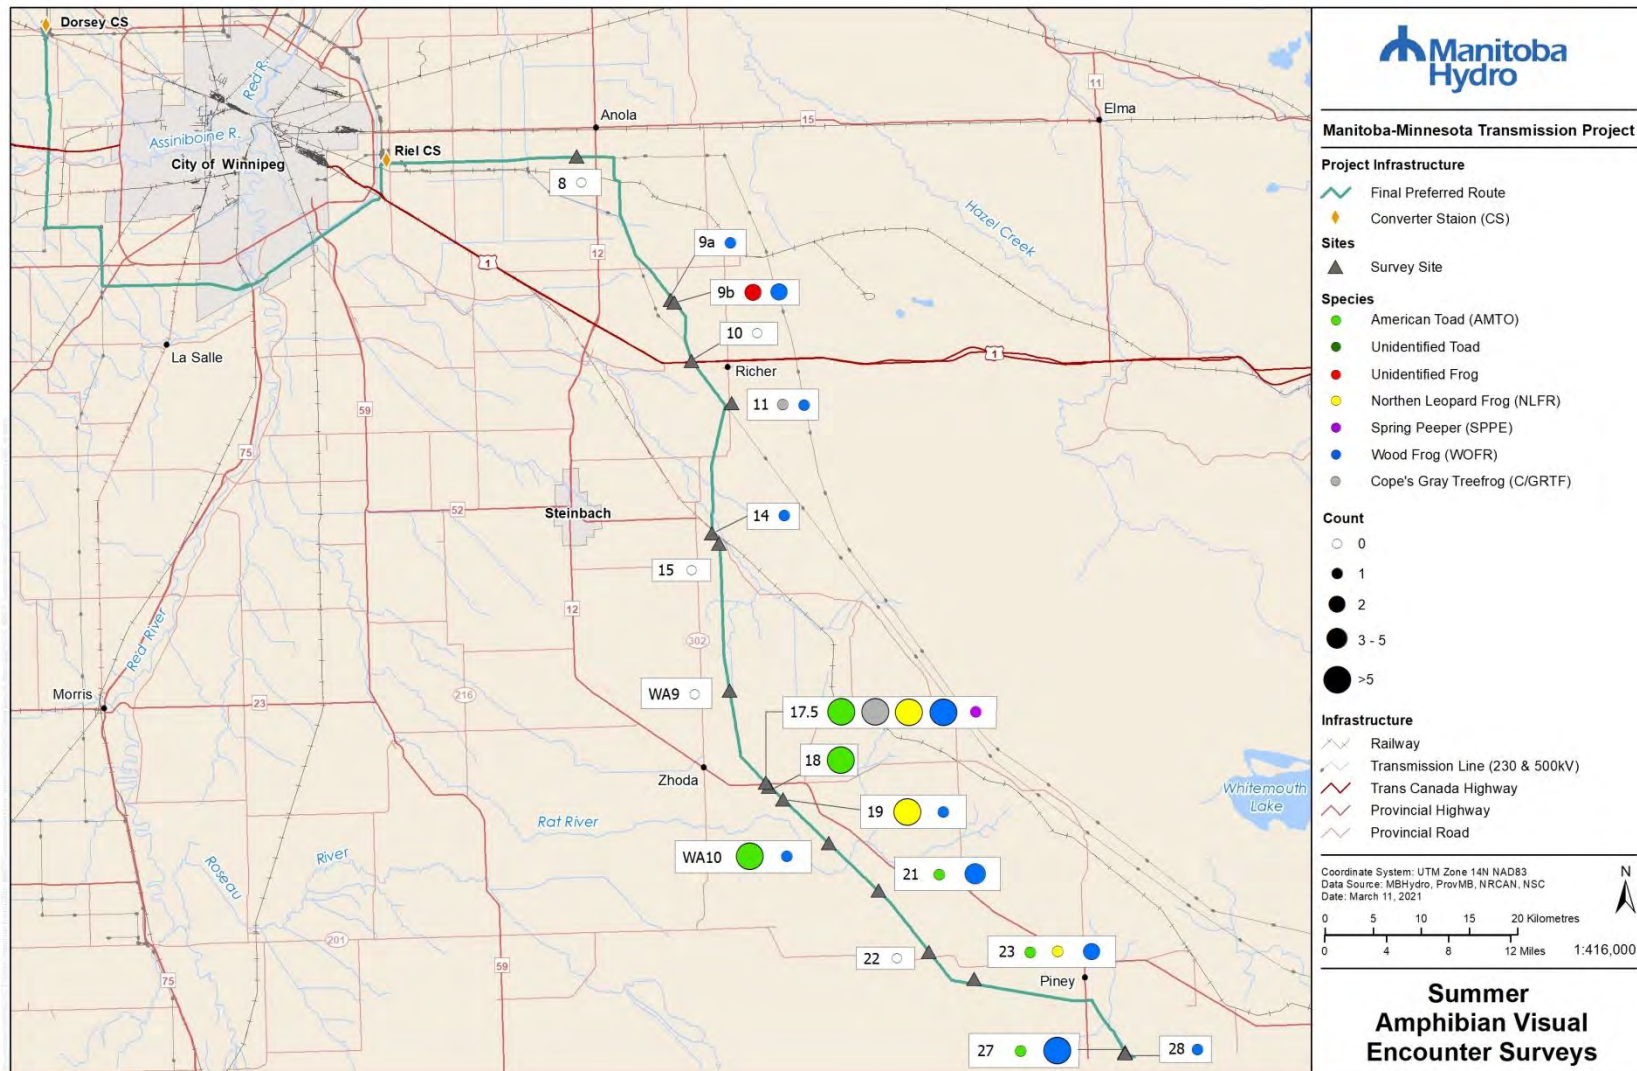 Dorsey CS
Red R.
Assiniboine R.
City of Winnipeg
Riel CS
Anola
15
11
Elma
8
Hazel Creek
12
1
9a
9b
10
1
La Salle
Richer
59
11
75
52
Steinbach
14
15
12
Red River
302
WA9
Morris
23
216
17.5
Zhoda
18
Whitemouth
Lake
19
Rat River
WA10
Roseau
River
21
201
59
22
23
Piney
75
27
28
Manitoba
Hydro
Manitoba-Minnesota Transmission Project
Project Infrastructure
Final Preferred Route
Converter Staion (CS)
Sites
Survey Site
Species
American Toad (AMTO)
Unidentified Toad
Unidentified Frog
Northen Leopard Frog (NLFR)
Spring Peeper (SPPE)
Wood Frog (WOFR)
Cope's Gray Treefrog (C/GRTF)
Count
0
1
2
3 - 5
>5
Infrastructure
Railway
Transmission Line (230 & 500kV)
Trans Canada Highway
Provincial Highway
Provincial Road
Coordinate System: UTM Zone 14N NAD83
Data Source: MBHydro, ProvMB, NRCAN, NSC
Date: March 11, 2021
N
0 5 10 15 20 Kilometres
0 4 8 12 Miles 1:416,000
Summer
Amphibian Visual
Encounter Surveys